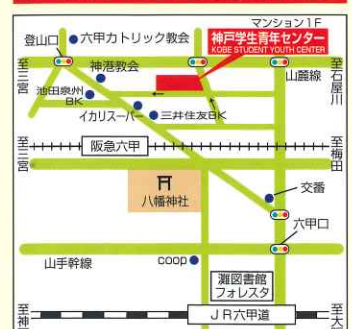 マンション1F
登山口
六甲カトリック教会
神戸学生青年センター
KOBE STUDENT YOUTH CENTER
至三宮
神港教会
山麓線
至石屋川
池田泉州
BK
イカリスーパー
三井住友BK
至三宮
阪急六甲
至梅田
八幡神社
交番
六甲口
山手幹線
coop
灘図書館
フォレスタ
至神
JR六甲道
至大